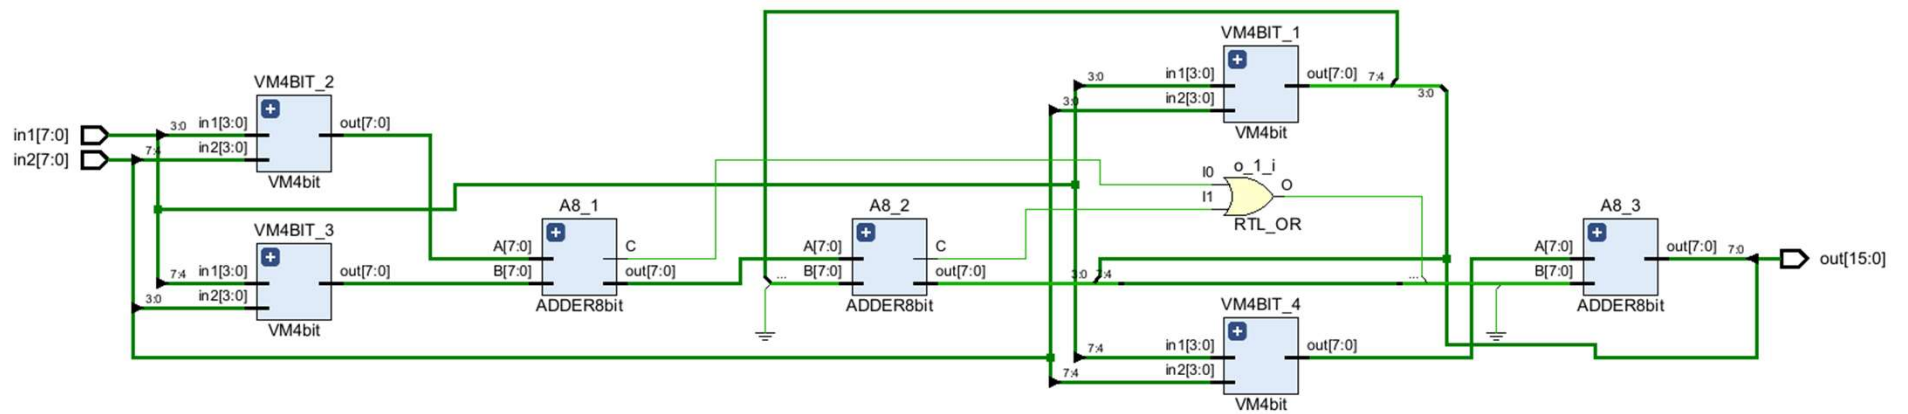 VM4BIT_1
in1[3:0]
out[7:0]
7:4
3:0
3:0
in2[3:0]
3:0
VM4bit
VM4BIT_2
in1[7:0]
3:0
in1[3:0]
out[7:0]
in2[7:0]
7:4
in2[3:0]
VM4bit
o_1_i
I0
O
I1
RTL_OR
A8_1
A[7:0]
C
B[7:0]
out[7:0]
ADDER8bit
A8_2
A[7:0]
C
...
B[7:0]
out[7:0]
3:0
7:4
ADDER8bit
A8_3
A[7:0]
out[7:0]
7:0
out[15:0]
...
B[7:0]
ADDER8bit
VM4BIT_3
7:4
in1[3:0]
out[7:0]
3:0
in2[3:0]
VM4bit
VM4BIT_4
7:4
in1[3:0]
out[7:0]
7:4
in2[3:0]
VM4bit